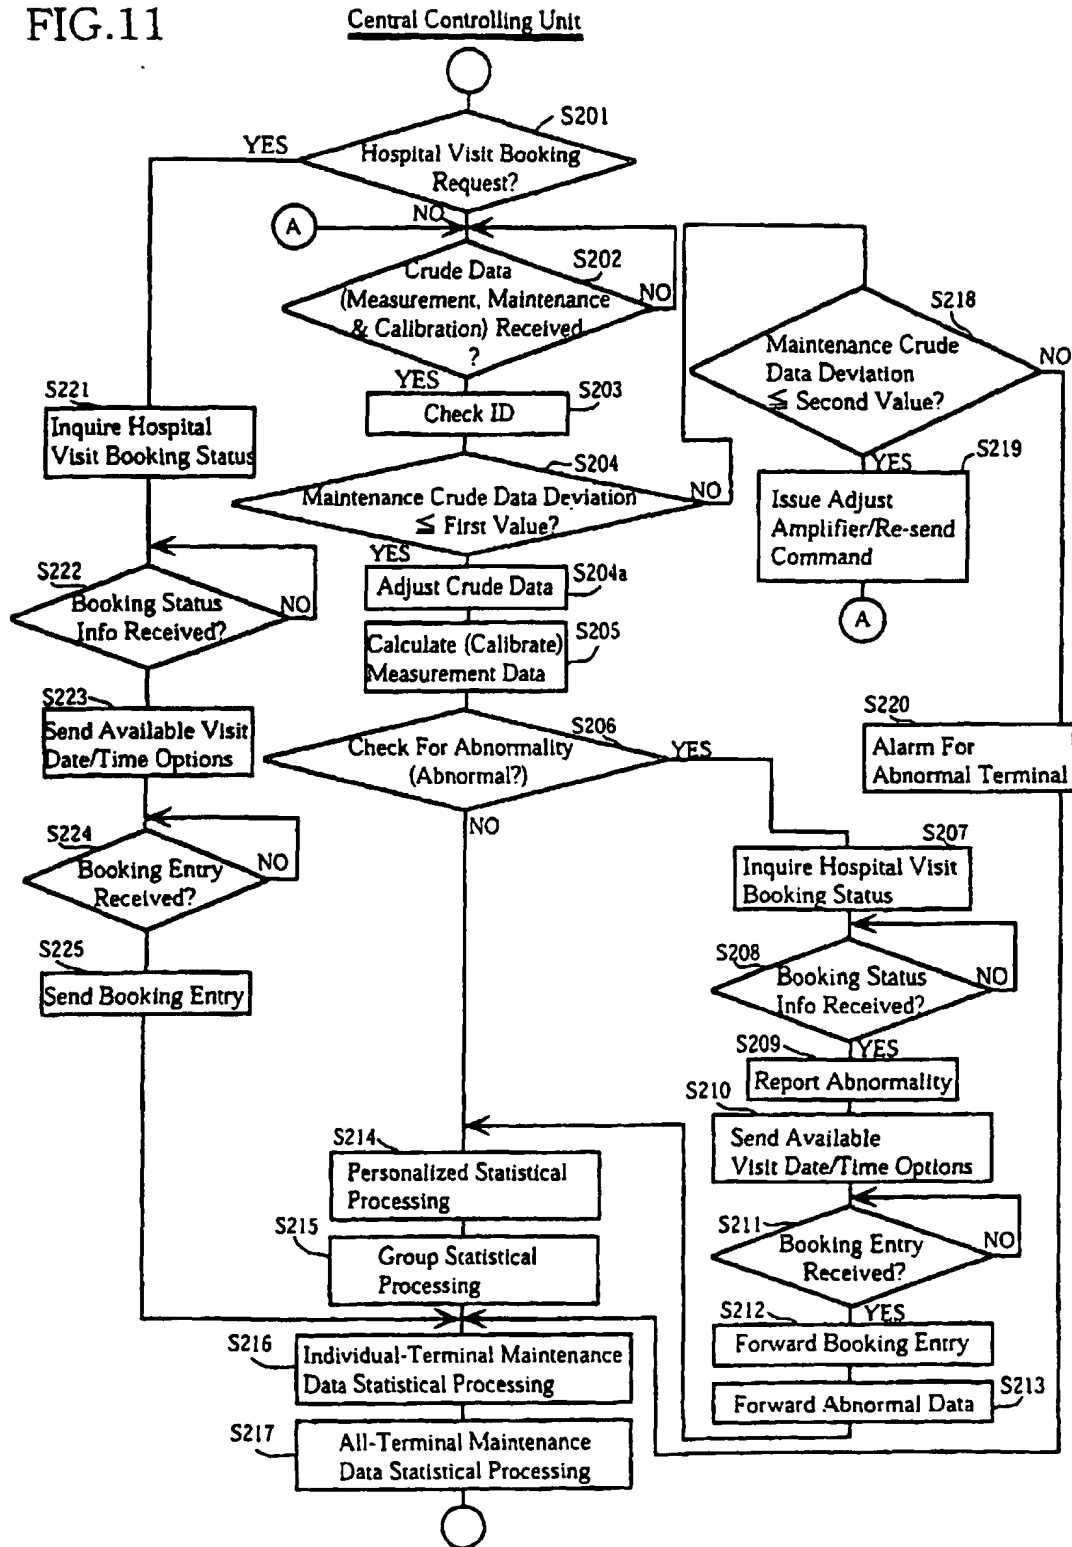 FIG.11
Central Controlling Unit
S201
YES
Hospital Visit Booking
Request?
NO
A
S202
Crude Data
(Measurement, Maintenance
& Calibration) Received
?
NO
YES
S203
Check ID
S204
Maintenance Crude Data Deviation
≦ First Value?
NO
YES
S204a
Adjust Crude Data
S205
Calculate (Calibrate)
Measurement Data
S206
Check For Abnormality
(Abnormal?)
YES
NO
S221
Inquire Hospital
Visit Booking Status
S222
Booking Status
Info Received?
NO
S223
Send Available Visit
Date/Time Options
S224
Booking Entry
Received?
NO
S225
Send Booking Entry
S218
Maintenance Crude
Data Deviation
≦ Second Value?
NO
YES
S219
Issue Adjust
Amplifier/Re-send
Command
A
S220
Alarm For
Abnormal Terminal
S207
Inquire Hospital Visit
Booking Status
S208
Booking Status
Info Received?
NO
YES
S209
Report Abnormality
S210
Send Available
Visit Date/Time Options
S211
Booking Entry
Received?
NO
YES
S212
Forward Booking Entry
S213
Forward Abnormal Data
S214
Personalized Statistical
Processing
S215
Group Statistical
Processing
S216
Individual-Terminal Maintenance
Data Statistical Processing
S217
All-Terminal Maintenance
Data Statistical Processing